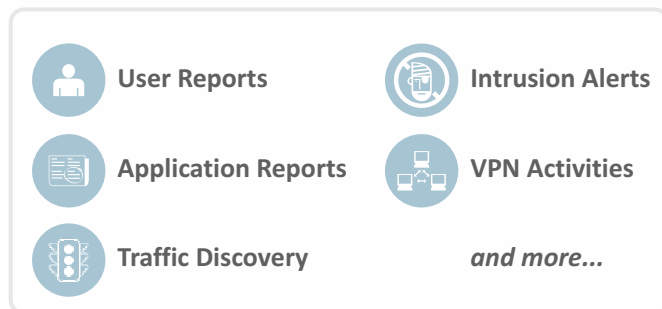 User Reports
Intrusion Alerts
Application Reports
VPN Activities
Traffic Discovery
and more...